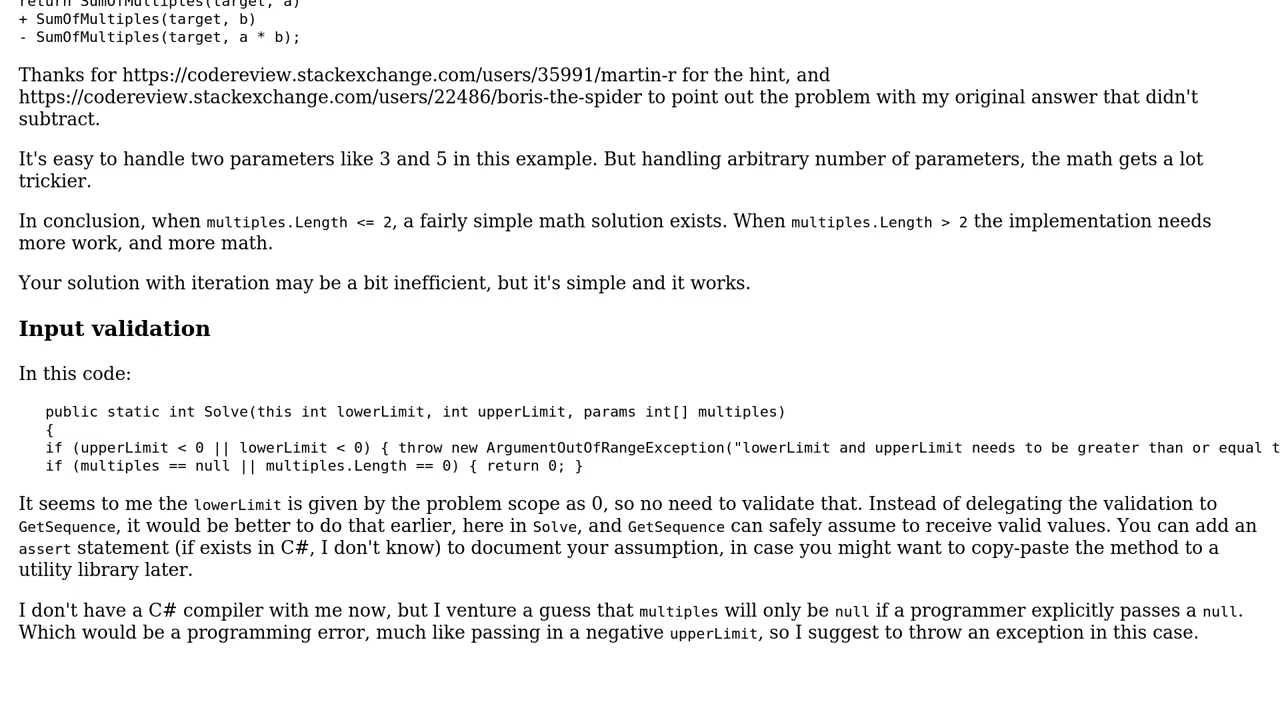 return SumOfMultiples(target, a)
+ SumOfMultiples(target, b)
- SumOfMultiples(target, a * b);
Thanks for https://codereview.stackexchange.com/users/35991/martin-r for the hint, and
https://codereview.stackexchange.com/users/22486/boris-the-spider to point out the problem with my original answer that didn't
subtract.
It's easy to handle two parameters like 3 and 5 in this example. But handling arbitrary number of parameters, the math gets a lot
trickier.
In conclusion, when multiples.Length <= 2, a fairly simple math solution exists. When multiples.Length > 2 the implementation needs
more work, and more math.
Your solution with iteration may be a bit inefficient, but it's simple and it works.
Input validation
In this code:
public static int Solve(this int lowerLimit, int upperLimit, params int[] multiples)
{
if (upperLimit < 0 || lowerLimit < 0) { throw new ArgumentOutOfRangeException("lowerLimit and upperLimit needs to be greater than or equal t
if (multiples == null || multiples.Length == 0) { return 0; }
It seems to me the lowerLimit is given by the problem scope as 0, so no need to validate that. Instead of delegating the validation to
GetSequence, it would be better to do that earlier, here in Solve, and GetSequence can safely assume to receive valid values. You can add an
assert statement (if exists in C#, I don't know) to document your assumption, in case you might want to copy-paste the method to a
utility library later.
I don't have a C# compiler with me now, but I venture a guess that multiples will only be null if a programmer explicitly passes a null.
Which would be a programming error, much like passing in a negative upperLimit, so I suggest to throw an exception in this case.